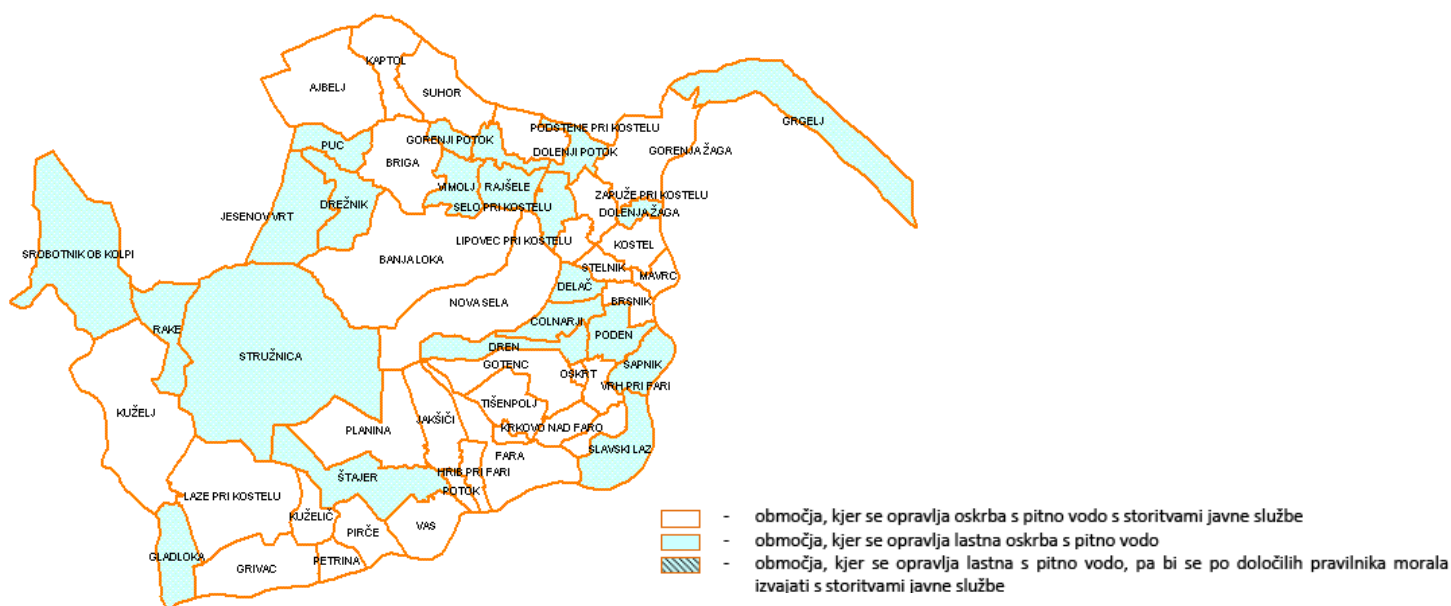 KAPTOL
AJBELJ
SUHOR
GRGELJ
PODSTENE PRI KOSTELU
GORENJI POTOK
PUC
DOLENJI POTOK
GORENJA ŽAGA
BRIGA
VIMOLJ
RAJŠELE
ZAPUŽE PRI KOSTELU
DREŽNIK
SELO PRI KOSTELU
DOLENJA ŽAGA
JESENOV VRT
LIPOVEC PRI KOSTELU
KOSTEL
SROBOTNIK OB KOLPI
BANJA LOKA
STELNIK
MAVRC
DELAČ
NOVA SELA
BRSNIK
COLNARJI
RAKE
PODEN
DREN
STRUŽNICA
GOTENC
SAPNIK
OSKRT
VRH PRI FARI
TIŠENPOLJ
KUŽELJ
JAKŠIČI
PLANINA
KRKOVO NAD FARO
SLAVSKI LAZ
FARA
HRIB PRI FARI
ŠTAJER
POTOK
LAZE PRI KOSTELU
KUŽELIČ
VAS
PIRČE
GLADLOKA
PETRINA
GRIVAC
- območja, kjer se opravlja oskrba s pitno vodo s storitvami javne službe
- območja, kjer se opravlja lastna oskrba s pitno vodo
- območja, kjer se opravlja lastna s pitno vodo, pa bi se po določilih pravilnika morala
izvajati s storitvami javne službe